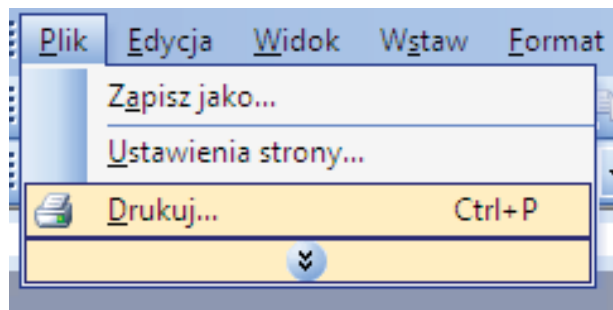 Plik Edycja Widok Wstaw Format
Zapisz jako...
Ustawienia strony...
Drukuj... Ctrl+P